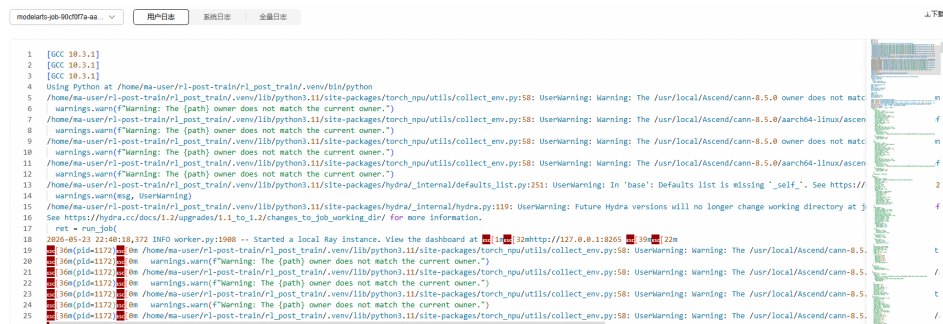 modelarts-job-90cf0f7a-aa...
用户日志
系统日志
全量日志
下载
1 [GCC 10.3.1]
2 [GCC 10.3.1]
3 [GCC 10.3.1]
4 Using Python at /home/ma-user/rl-post-train/rl_post_train/.venv/bin/python
5 /home/ma-user/rl-post-train/rl_post_train/.venv/lib/python3.11/site-packages/torch_npu/utils/collect_env.py:58: UserWarning: Warning: The /usr/local/Ascend/cann-8.5.0 owner does not matc
6 warnings.warn(f"Warning: The {path} owner does not match the current owner.")
7 /home/ma-user/rl-post-train/rl_post_train/.venv/lib/python3.11/site-packages/torch_npu/utils/collect_env.py:58: UserWarning: Warning: The /usr/local/Ascend/cann-8.5.0/aarch64-linux/ascen
8 warnings.warn(f"Warning: The {path} owner does not match the current owner.")
9 /home/ma-user/rl-post-train/rl_post_train/.venv/lib/python3.11/site-packages/torch_npu/utils/collect_env.py:58: UserWarning: Warning: The /usr/local/Ascend/cann-8.5.0 owner does not matc
10 warnings.warn(f"Warning: The {path} owner does not match the current owner.")
11 /home/ma-user/rl-post-train/rl_post_train/.venv/lib/python3.11/site-packages/torch_npu/utils/collect_env.py:58: UserWarning: Warning: The /usr/local/Ascend/cann-8.5.0/aarch64-linux/ascen
12 warnings.warn(f"Warning: The {path} owner does not match the current owner.")
13 /home/ma-user/rl-post-train/rl_post_train/.venv/lib/python3.11/site-packages/hydra/_internal/defaults_list.py:251: UserWarning: In 'base': Defaults list is missing `_self_`. See https://
14 warnings.warn(msg, UserWarning)
15 /home/ma-user/rl-post-train/rl_post_train/.venv/lib/python3.11/site-packages/hydra/_internal/hydra.py:119: UserWarning: Future Hydra versions will no longer change working directory at j
16 See https://hydra.cc/docs/1.2/upgrades/1.1_to_1.2/changes_to_job_working_dir/ for more information.
17 ret = run_job(
18 2026-05-23 22:40:18,372 INFO worker.py:1908 -- Started a local Ray instance. View the dashboard at ESC[1mESC[32mhttp://127.0.0.1:8265 ESC[39mESC[22m
19 ESC[36m(pid=1172)ESC[0m /home/ma-user/rl-post-train/rl_post_train/.venv/lib/python3.11/site-packages/torch_npu/utils/collect_env.py:58: UserWarning: Warning: The /usr/local/Ascend/cann-8.5.
20 ESC[36m(pid=1172)ESC[0m warnings.warn(f"Warning: The {path} owner does not match the current owner.")
21 ESC[36m(pid=1172)ESC[0m /home/ma-user/rl-post-train/rl_post_train/.venv/lib/python3.11/site-packages/torch_npu/utils/collect_env.py:58: UserWarning: Warning: The /usr/local/Ascend/cann-8.5.
22 ESC[36m(pid=1172)ESC[0m warnings.warn(f"Warning: The {path} owner does not match the current owner.")
23 ESC[36m(pid=1172)ESC[0m /home/ma-user/rl-post-train/rl_post_train/.venv/lib/python3.11/site-packages/torch_npu/utils/collect_env.py:58: UserWarning: Warning: The /usr/local/Ascend/cann-8.5.
24 ESC[36m(pid=1172)ESC[0m warnings.warn(f"Warning: The {path} owner does not match the current owner.")
25 ESC[36m(pid=1172)ESC[0m /home/ma-user/rl-post-train/rl_post_train/.venv/lib/python3.11/site-packages/torch_npu/utils/collect_env.py:58: UserWarning: Warning: The /usr/local/Ascend/cann-8.5.